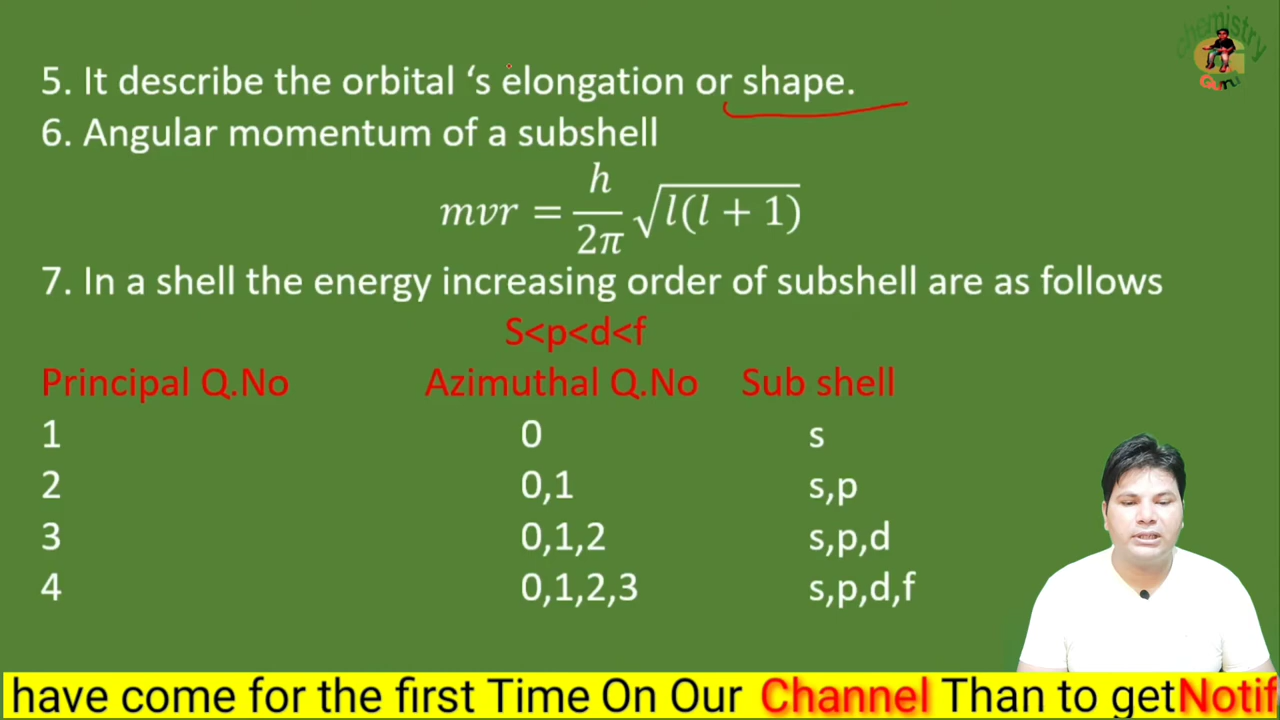 chemistry
G
Guru
5. It describe the orbital ‘s elongation or shape.
6. Angular momentum of a subshell
mvr = h/2π √l(l + 1)
7. In a shell the energy increasing order of subshell are as follows
S<p<d<f
Principal Q.No Azimuthal Q.No Sub shell
1 0 s
2 0,1 s,p
3 0,1,2 s,p,d
4 0,1,2,3 s,p,d,f
have come for the first Time On Our Channel Than to get Notif